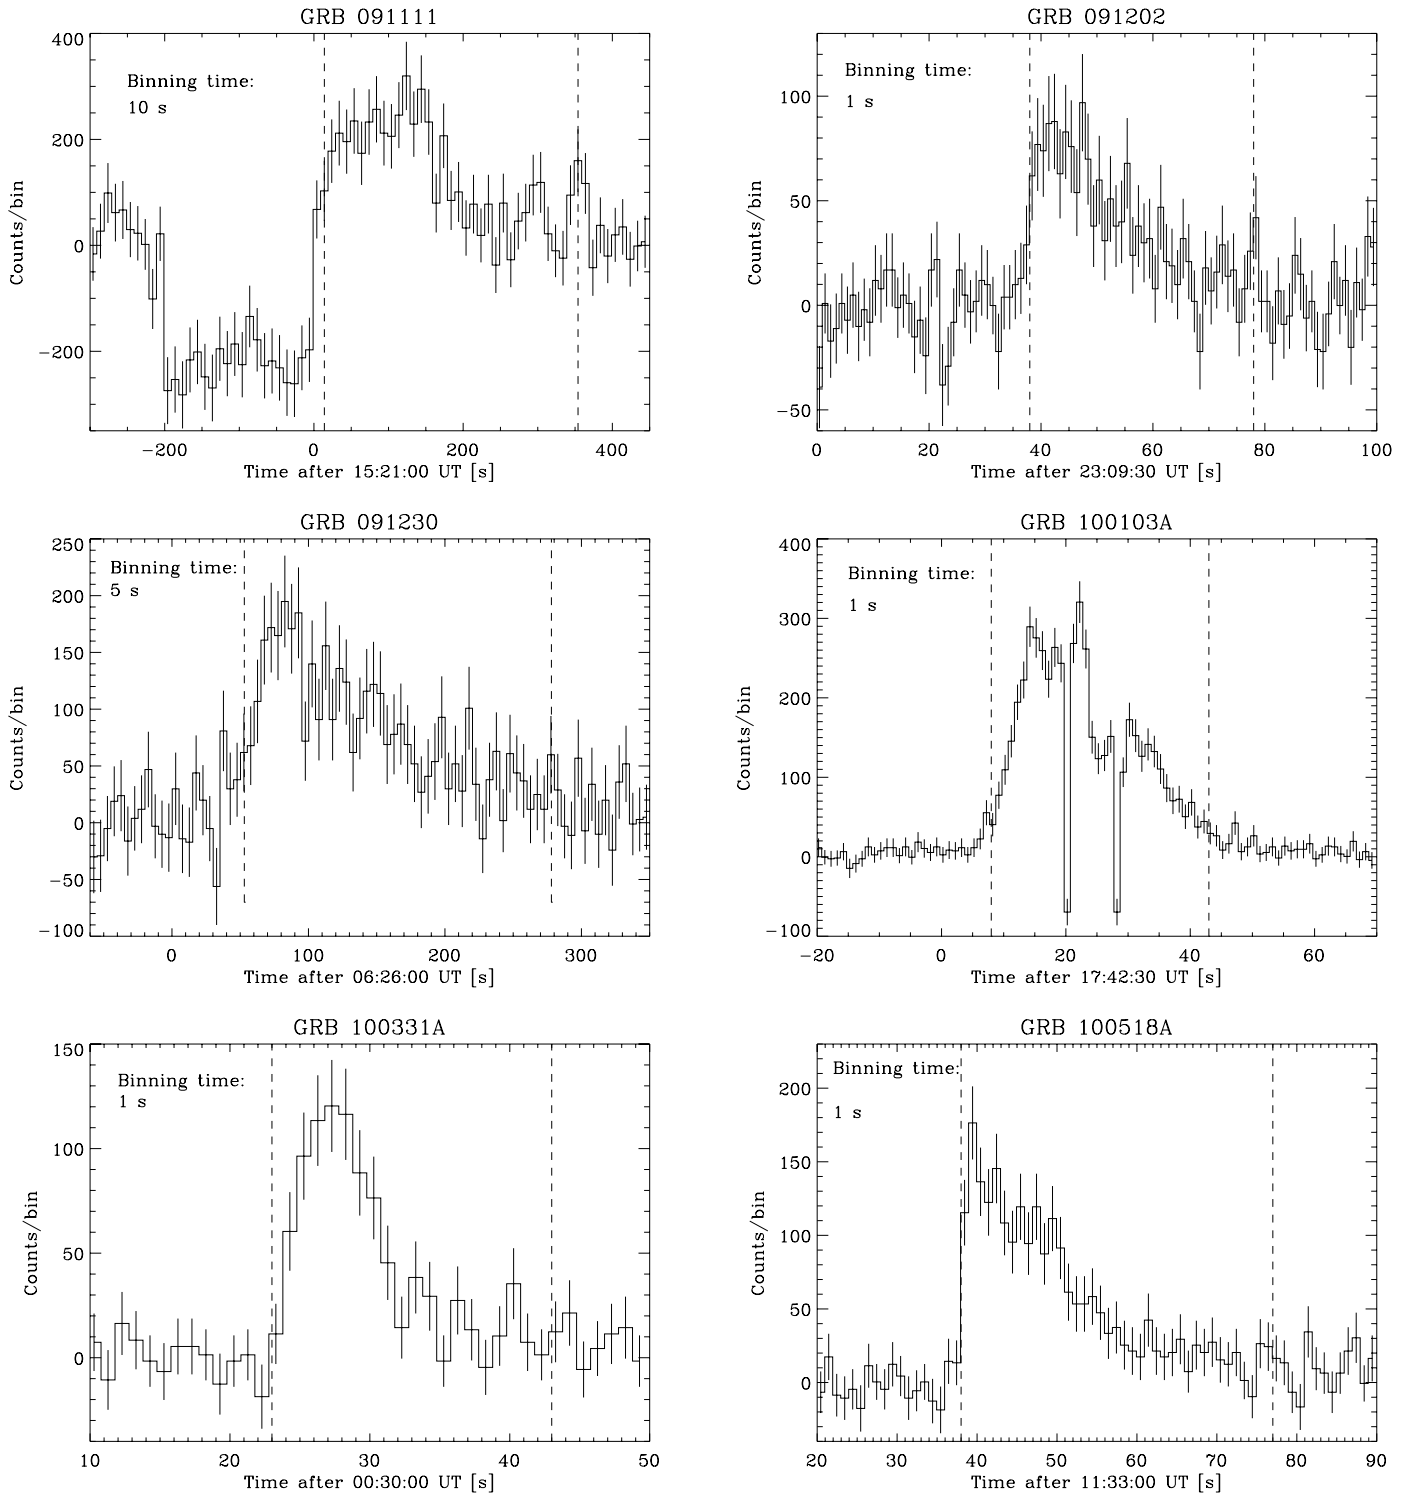 GRB 091111
400
200
0
−200
Counts/bin
Binning time:
10 s
−200 0 200 400
Time after 15:21:00 UT [s]
GRB 091202
100
50
0
−50
Counts/bin
Binning time:
1 s
0 20 40 60 80 100
Time after 23:09:30 UT [s]
GRB 091230
250
200
150
100
50
0
−50
−100
Counts/bin
Binning time:
5 s
0 100 200 300
Time after 06:26:00 UT [s]
GRB 100103A
400
300
200
100
0
−100
Counts/bin
Binning time:
1 s
−20 0 20 40 60
Time after 17:42:30 UT [s]
GRB 100331A
150
100
50
0
Counts/bin
Binning time:
1 s
10 20 30 40 50
Time after 00:30:00 UT [s]
GRB 100518A
200
150
100
50
0
Counts/bin
Binning time:
1 s
20 30 40 50 60 70 80 90
Time after 11:33:00 UT [s]